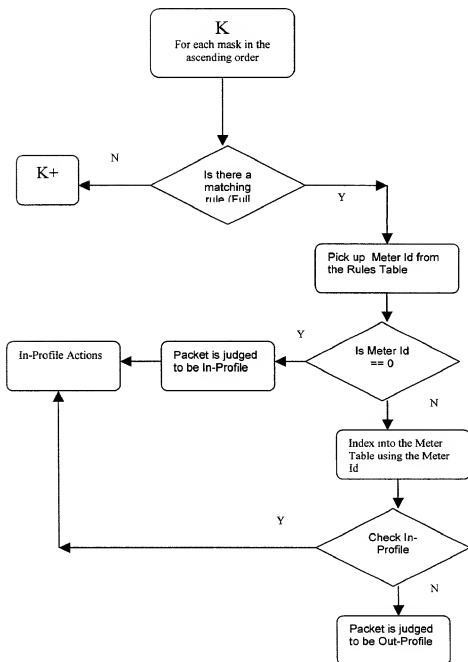 K
For each mask in the
ascending order
N
K+
Is there a
matching
rule (Full
Y
Pick up Meter Id from
the Rules Table
Y
In-Profile Actions
Packet is judged
to be In-Profile
Is Meter Id
== 0
N
Index into the Meter
Table using the Meter
Id
Y
Check In-
Profile
N
Packet is judged
to be Out-Profile